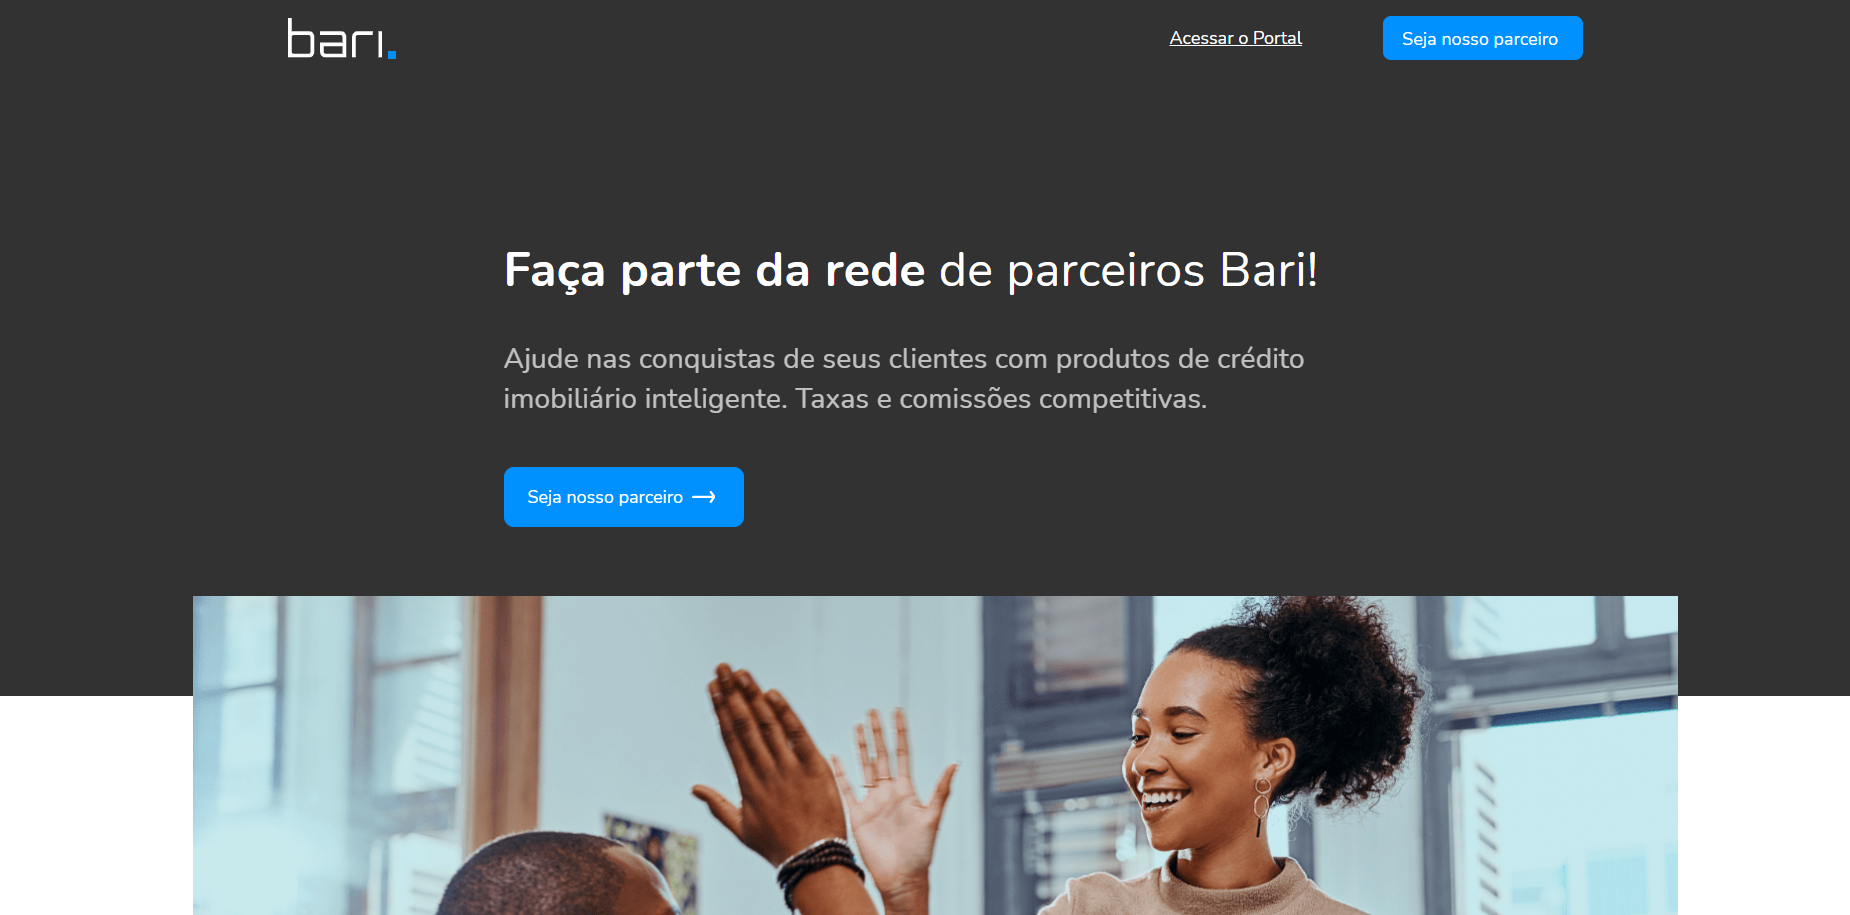 bari.
Acessar o Portal
Seja nosso parceiro
Faça parte da rede de parceiros Bari!
Ajude nas conquistas de seus clientes com produtos de crédito
imobiliário inteligente. Taxas e comissões competitivas.
Seja nosso parceiro →